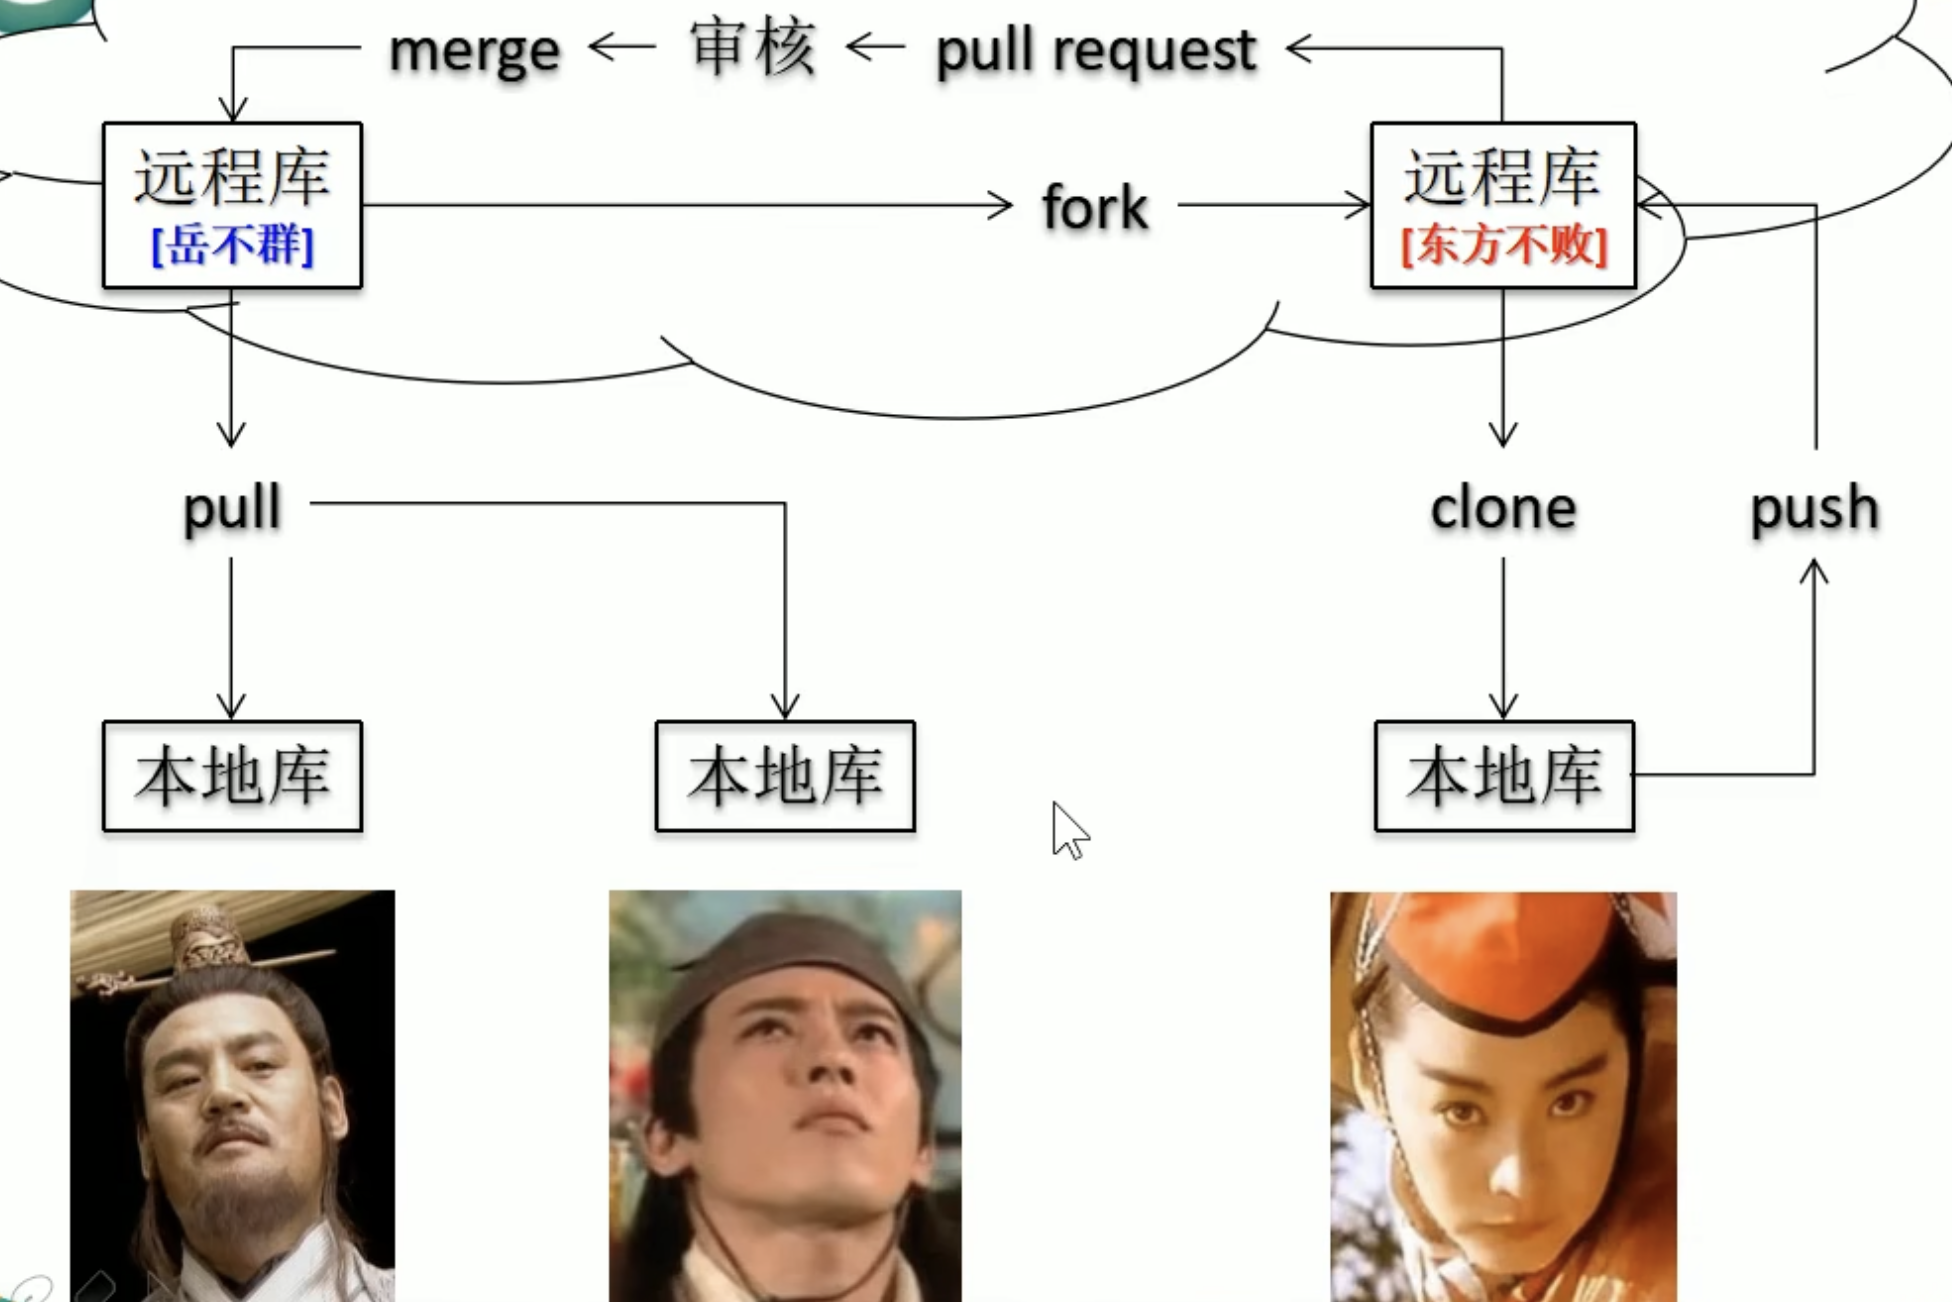 merge
审核
pull request
远程库
[岳不群]
fork
远程库
[东方不败]
pull
clone
push
本地库
本地库
本地库